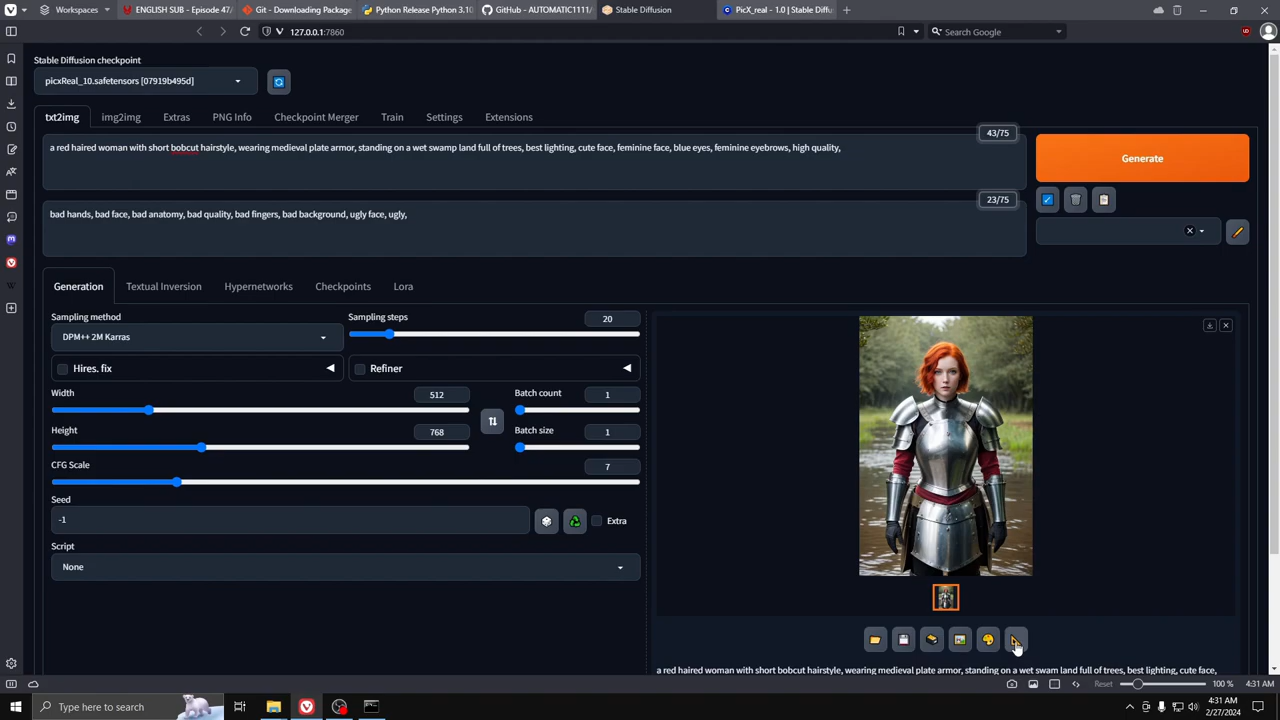 Workspaces
ENGLISH SUB - Episode 47/
Git - Downloading Package
Python Release Python 3.10
GitHub - AUTOMATIC1111/
Stable Diffusion
PicX_real - 1.0 | Stable Diffu
127.0.0.1:7860
Search Google
Stable Diffusion checkpoint
picxReal_10.safetensors [07919b495d]
txt2img
img2img
Extras
PNG Info
Checkpoint Merger
Train
Settings
Extensions
43/75
a red haired woman with short bobcut hairstyle, wearing medieval plate armor, standing on a wet swamp land full of trees, best lighting, cute face, feminine face, blue eyes, feminine eyebrows, high quality,
Generate
23/75
bad hands, bad face, bad anatomy, bad quality, bad fingers, bad background, ugly face, ugly,
Generation
Textual Inversion
Hypernetworks
Checkpoints
Lora
Sampling method
DPM++ 2M Karras
Sampling steps
20
Hires. fix
Refiner
Width
512
Batch count
1
Height
768
Batch size
1
CFG Scale
7
Seed
-1
Extra
Script
None
a red haired woman with short bobcut hairstyle, wearing medieval plate armor, standing on a wet swam land full of trees, best lighting, cute face,
Reset
100 %
4:31 AM
Type here to search
4:31 AM
2/27/2024